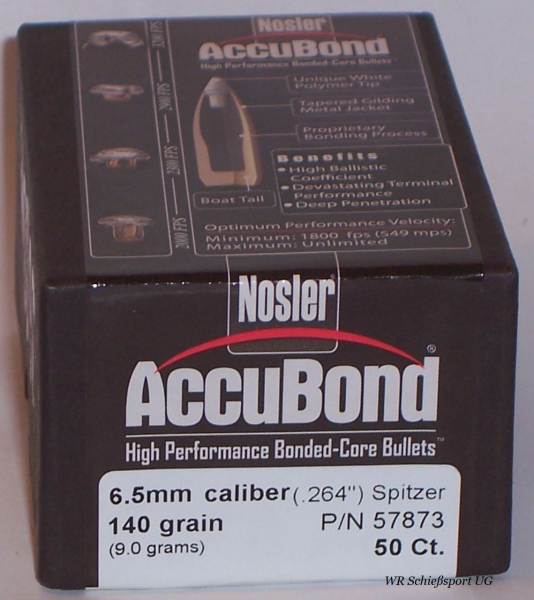 Nosler
AccuBond
High Performance Bonded-Core Bullets
Unique White
Polymer Tip
Tapered Gilding
Metal Jacket
Proprietary
Bonding Process
Benefits
• High Ballistic
Coefficient
• Devastating Terminal
Performance
• Deep Penetration
Boat Tail
Optimum Performance Velocity:
Minimum: 1800 fps (549 mps)
Maximum: Unlimited
2000 FPS
Nosler®
AccuBond®
High Performance Bonded-Core Bullets™
6.5mm caliber (.264") Spitzer
140 grain P/N 57873
(9.0 grams) 50 Ct.
WR Schießsport UG